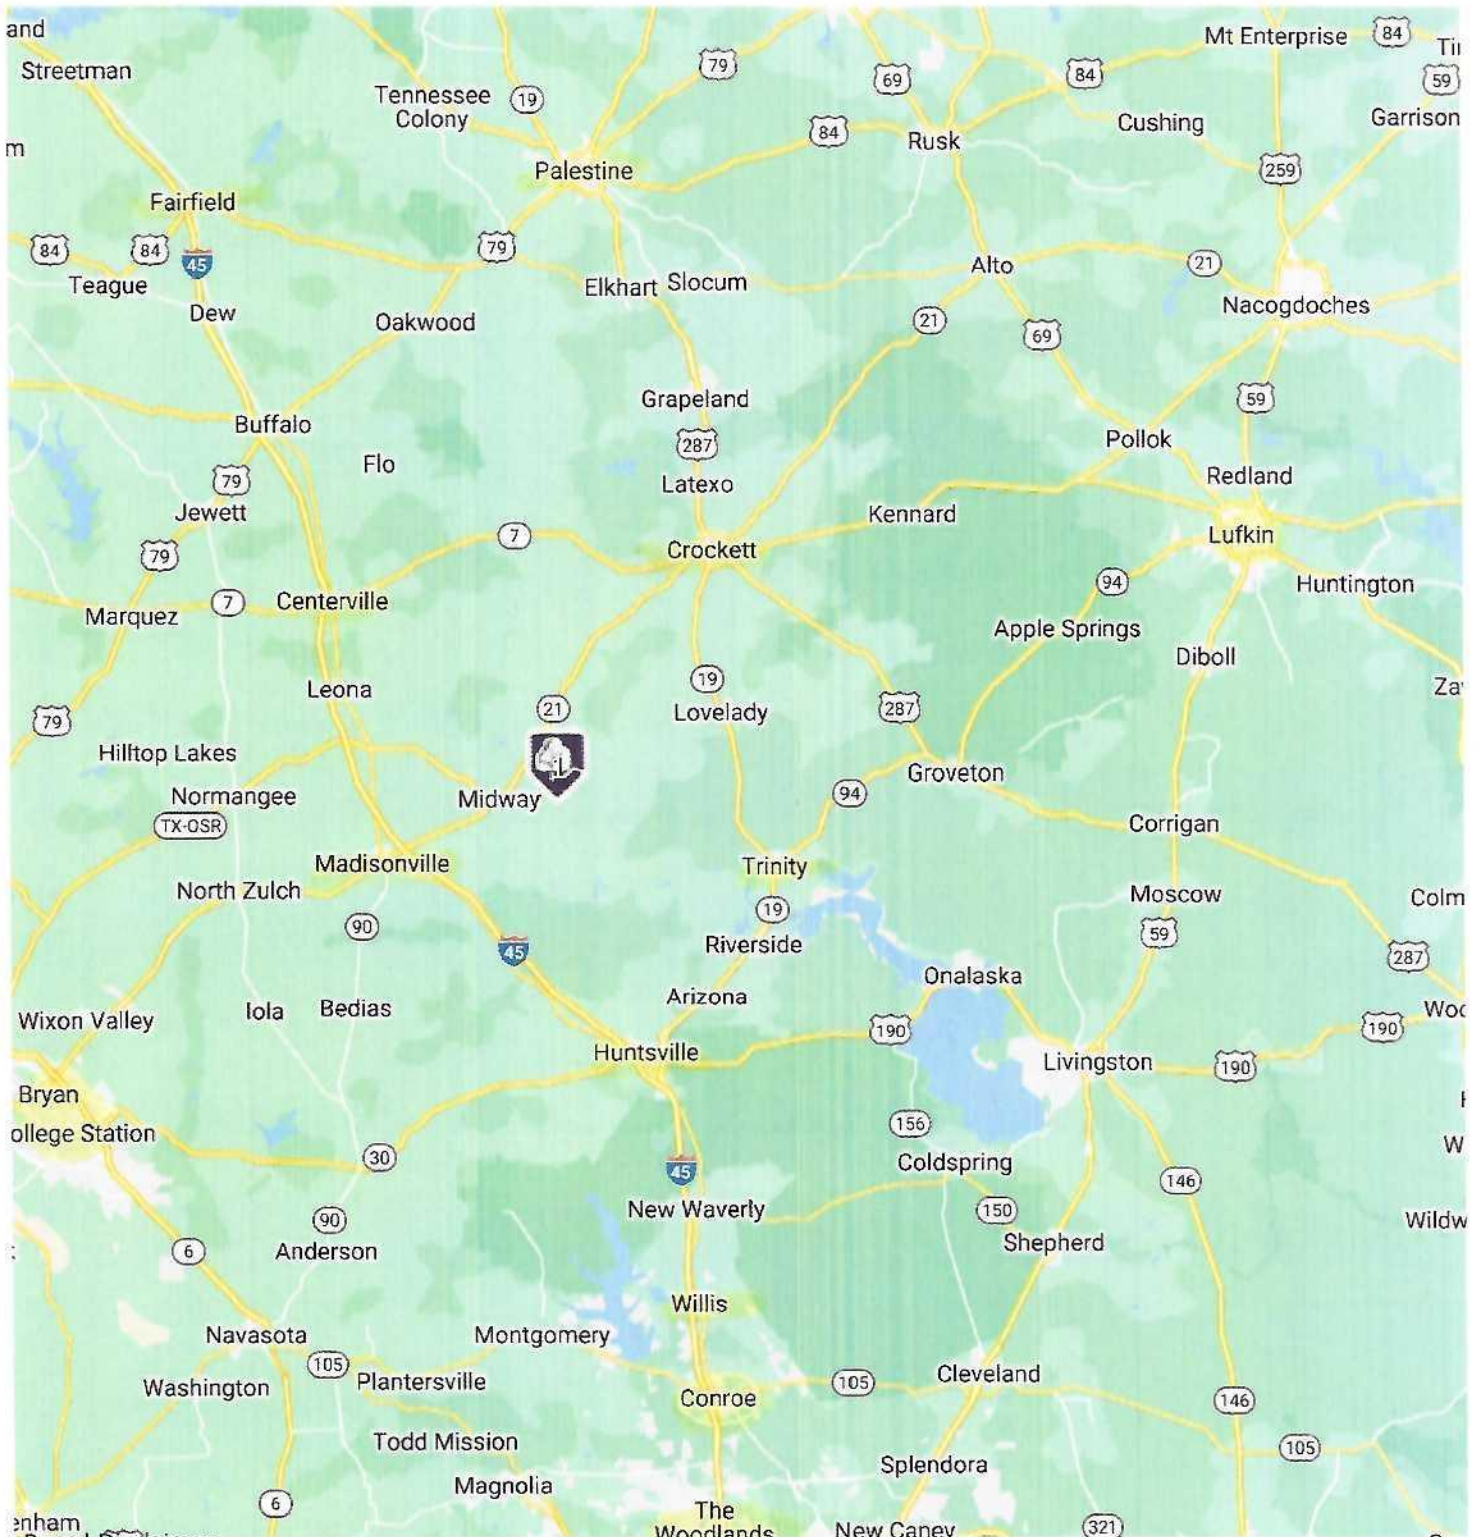 and
Mt Enterprise
84
Streetman
79
69
84
59
Tennessee
Colony
19
Garrison
Cushing
84
Rusk
Palestine
259
Fairfield
84
84
45
79
Alto
21
Teague
Elkhart
Slocum
Dew
Nacogdoches
Oakwood
21
69
Grapeland
59
Buffalo
287
Pollok
Flo
79
Latexo
Redland
Jewett
Kennard
7
Crockett
Lufkin
79
94
Huntington
7
Centerville
Marquez
Apple Springs
Diboll
Leona
19
79
21
Lovelady
287
Hilltop Lakes
Groveton
Normangee
Midway
94
TX-OSR
Corrigan
Madisonville
Trinity
North Zulch
Moscow
90
19
59
45
Riverside
287
Onalaska
Arizona
Iola
Bedias
Wixon Valley
190
190
Huntsville
Livingston
190
Bryan
156
ollege Station
30
Coldspring
45
146
New Waverly
150
90
Shepherd
6
Anderson
Willis
Navasota
Montgomery
105
Plantersville
Washington
105
Cleveland
Conroe
146
Todd Mission
105
Splendora
Magnolia
6
The
Woodlands
enham
New Caney
321